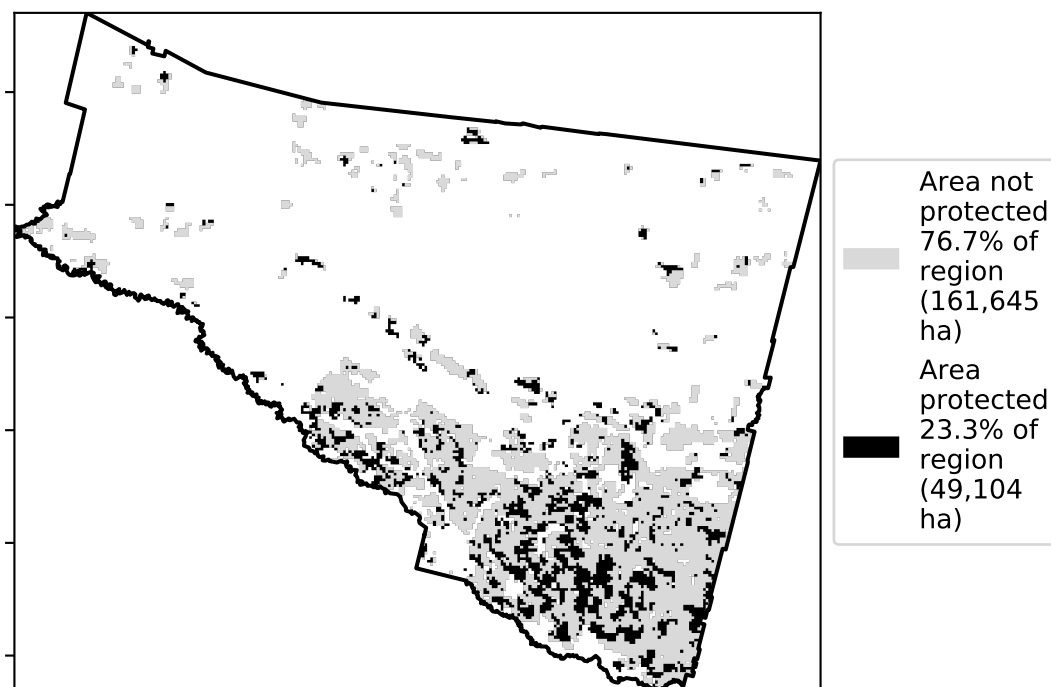 Area not
protected
76.7% of
region
(161,645
ha)
Area
protected
23.3% of
region
(49,104
ha)